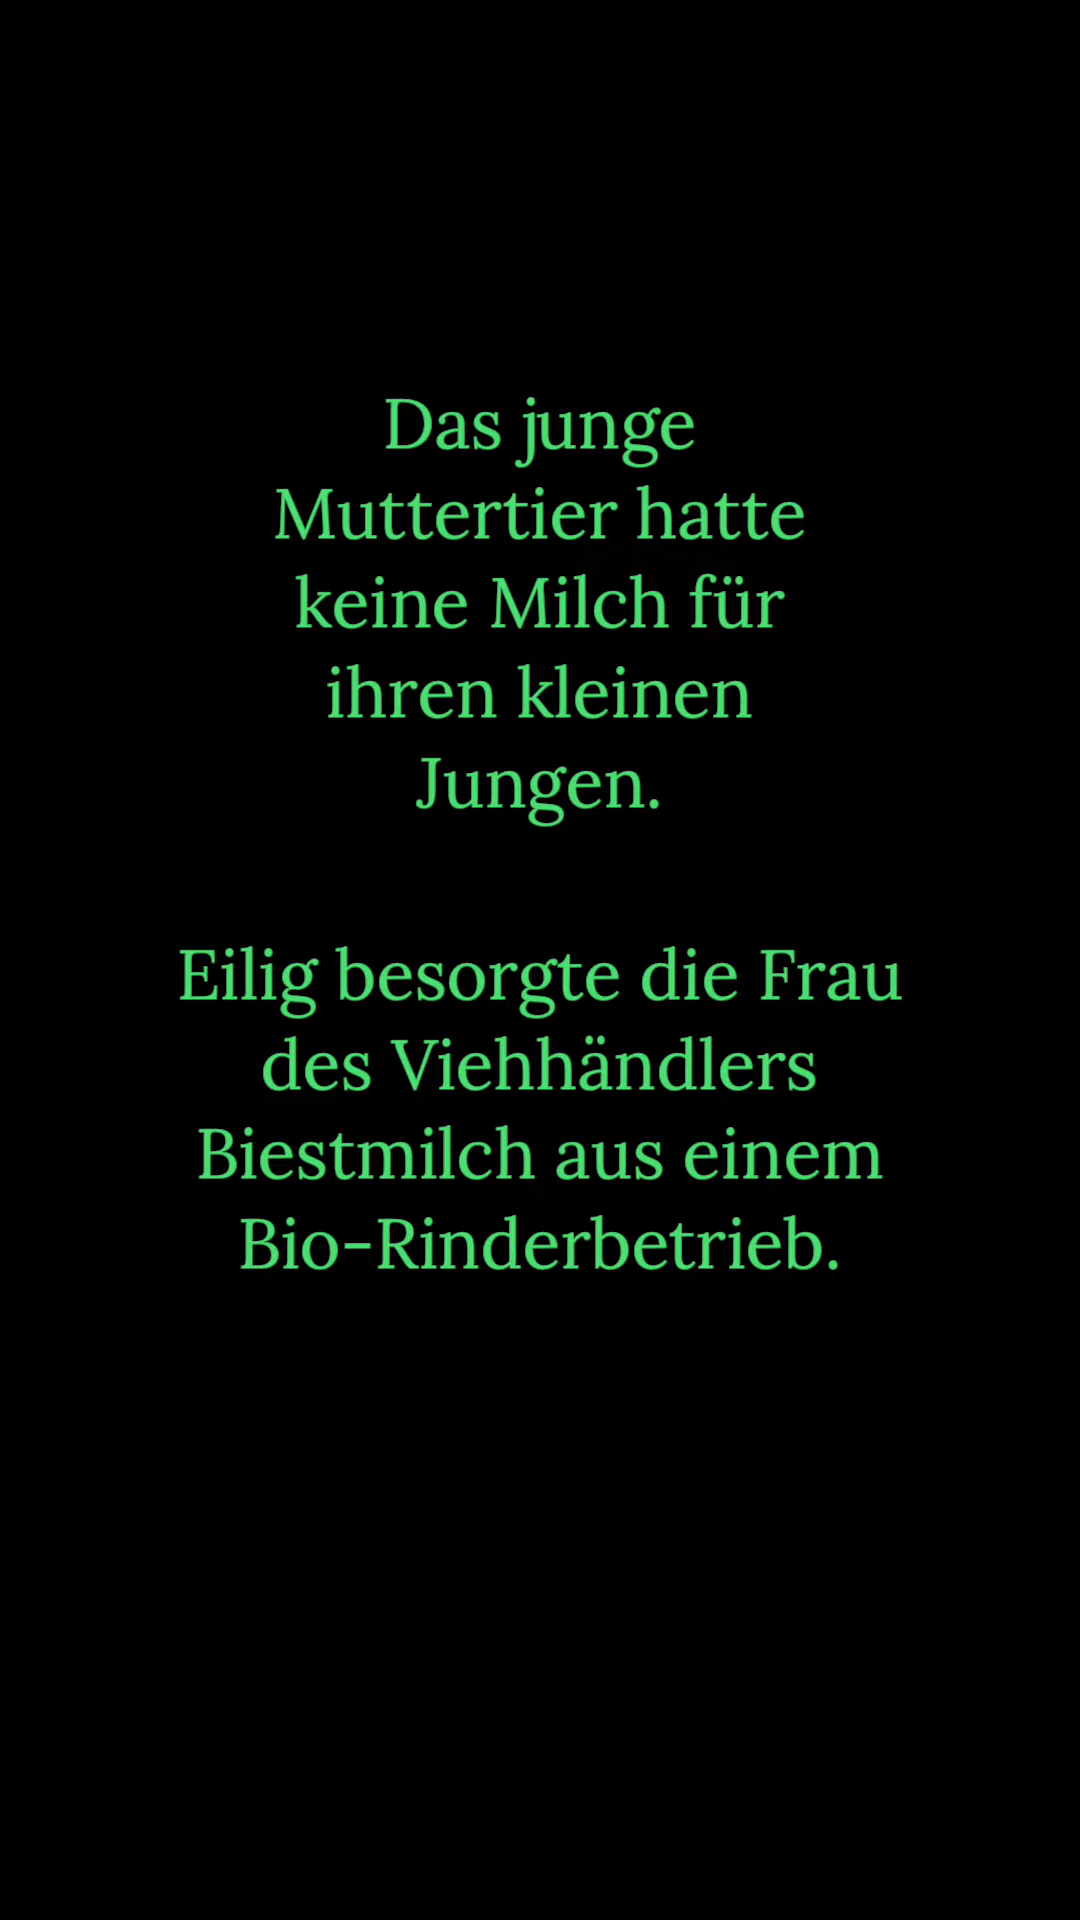 Das junge
Muttertier hatte
keine Milch für
ihren kleinen
Jungen.
Eilig besorgte die Frau
des Viehhändlers
Biestmilch aus einem
Bio-Rinderbetrieb.